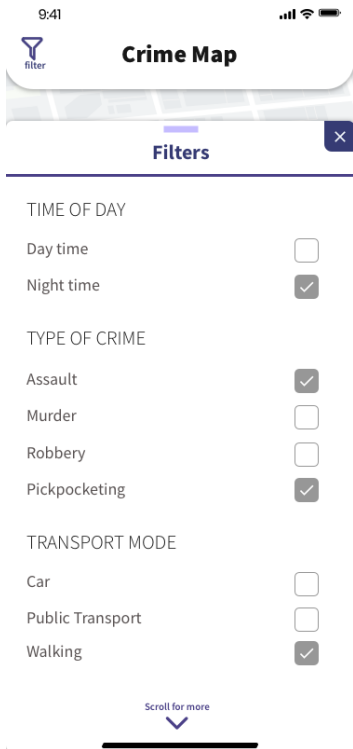 9:41
filter
Crime Map
Filters
TIME OF DAY
Day time
Night time
TYPE OF CRIME
Assault
Murder
Robbery
Pickpocketing
TRANSPORT MODE
Car
Public Transport
Walking
Scroll for more